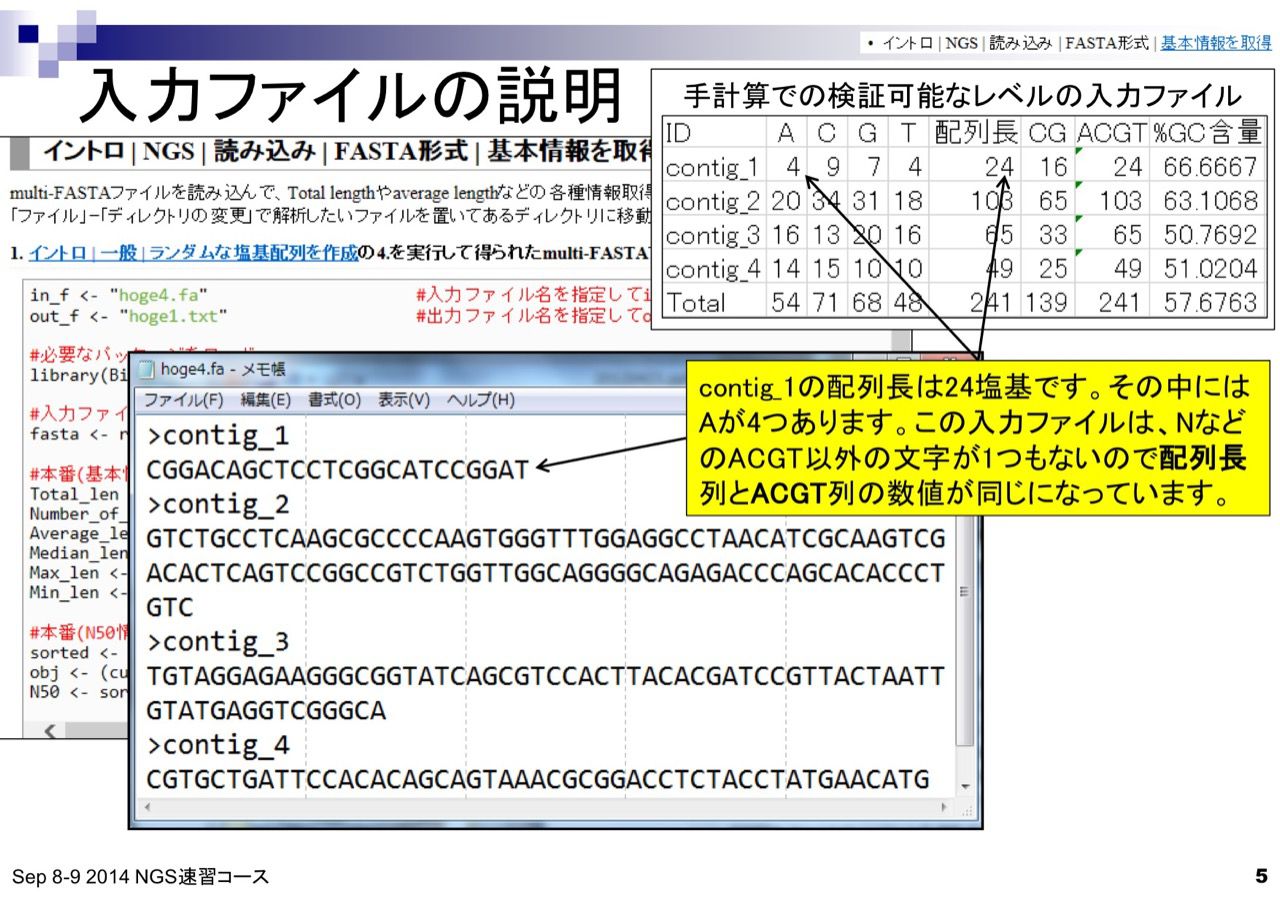 • イントロ | NGS | 読み込み | FASTA形式 | 基本情報を取得
入力ファイルの説明
手計算での検証可能なレベルの入力ファイル
ID A C G T 配列長 CG ACGT %GC含量
contig_1 4 9 7 4 24 16 24 66.6667
contig_2 20 34 31 18 103 65 103 63.1068
contig_3 16 13 20 16 65 33 65 50.7692
contig_4 14 15 10 10 49 25 49 51.0204
Total 54 71 68 48 241 139 241 57.6763
イントロ | NGS | 読み込み | FASTA形式 | 基本情報を取
multi-FASTAファイルを読み込んで、Total lengthやaverage lengthなどの各種情報取得
「ファイル」-「ディレクトリの変更」で解析したいファイルを置いてあるディレクトリに移動
1. イントロ | 一般 | ランダムな塩基配列を作成の4.を実行して得られたmulti-FASTA
in_f <- "hoge4.fa" #入力ファイル名を指定してi
out_f <- "hoge1.txt" #出力ファイル名を指定してo
#必要なパッケージをロード
library(Bi
#入力ファイ
fasta <- r
#本番(基本
Total_len
Number_of_
Average_le
Median_len
Max_len <-
Min_len <-
#本番(N50情
sorted <-
obj <- (cu
N50 <- sor
hoge4.fa - メモ帳
ファイル(F) 編集(E) 書式(O) 表示(V) ヘルプ(H)
>contig_1
CGGACAGCTCCTCGGCATCCGGAT
>contig_2
GTCTGCCTCAAGCGCCCCAAGTGGGTTTGGAGGCCTAACATCGCAAGTCG
ACACTCAGTCCGGCCGTCTGGTTGGCAGGGGCAGAGACCCAGCACACCCT
GTC
>contig_3
TGTAGGAGAAGGGCGGTATCAGCGTCCACTTACACGATCCGTTACTAATT
GTATGAGGTCGGGCA
>contig_4
CGTGCTGATTCCACACAGCAGTAAACGCGGACCTCTACCTATGAACATG
contig_1の配列長は24塩基です。その中には
Aが4つあります。この入力ファイルは、Nなど
のACGT以外の文字が1つもないので配列長
列とACGT列の数値が同じになっています。
Sep 8-9 2014 NGS速習コース
5